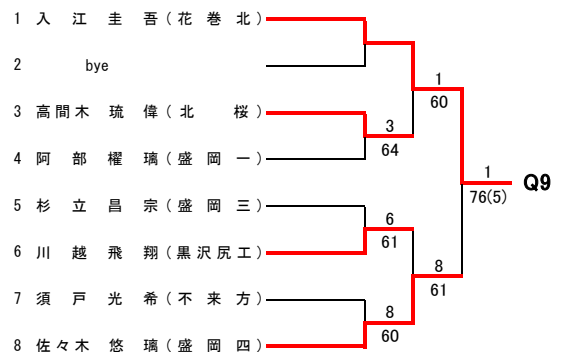 1 入江圭吾(花巻北)
2 bye
3 高間木琉偉(北桜)
4 阿部櫂璃(盛岡一)
5 杉立昌宗(盛岡三)
6 川越飛翔(黒沢尻工)
7 須戸光希(不来方)
8 佐々木悠璃(盛岡四)
3
64
6
61
8
60
1
60
8
61
1
76(5)
Q9